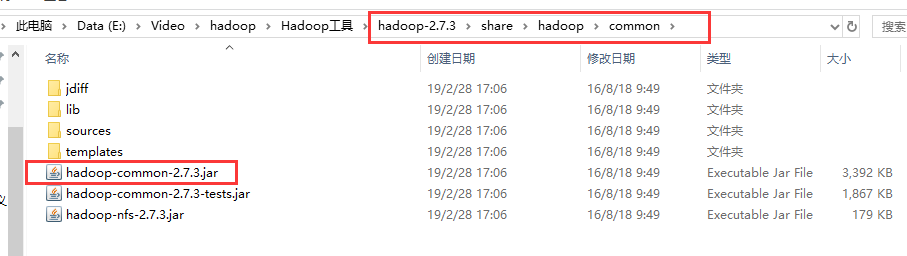 此电脑 > Data (E:) > Video > hadoop > Hadoop工具 > hadoop-2.7.3 > share > hadoop > common > 搜索
名称 创建日期 修改日期 类型 大小
jdiff 19/2/28 17:06 16/8/18 9:49 文件夹
lib 19/2/28 17:06 16/8/18 9:49 文件夹
sources 19/2/28 17:06 16/8/18 9:49 文件夹
templates 19/2/28 17:06 16/8/18 9:49 文件夹
hadoop-common-2.7.3.jar 19/2/28 17:06 16/8/18 9:49 Executable Jar File 3,392 KB
hadoop-common-2.7.3-tests.jar 19/2/28 17:06 16/8/18 9:49 Executable Jar File 1,867 KB
hadoop-nfs-2.7.3.jar 19/2/28 17:06 16/8/18 9:49 Executable Jar File 179 KB